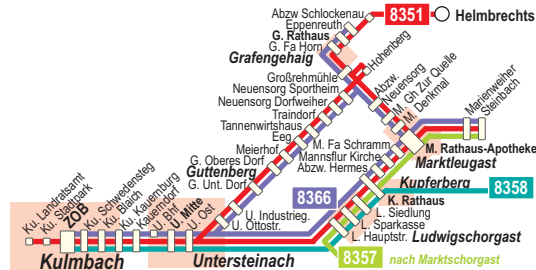 Abzw Schlockenau
8351
Helmbrechts
Eppenreuth
G. Rathaus
G. Fa Horn
Grafengehaig
Hohenberg
Großrehmühle
Neuensorg Sportheim
Neuensorg Dorfweiher
Traindorf
Tannenwirtshaus
Eeg
Meierhof
G. Oberes Dorf
Guttenberg
G. Unt. Dorf
Abzw.
Neuensorg
M. Gh Zur Quelle
M. Denkmal
Marienweiher
Steinbach
M. Fa Schramm
Mannsflur Kirche
Abzw. Hermes
M. Rathaus-Apotheke
Marktleugast
Kupferberg
8358
8366
K. Rathaus
L. Siedlung
L. Sparkasse
L. Hauptstr.
Ludwigschorgast
8357
nach Marktschorgast
U. Industrieg.
U. Ottostr.
Ku. Landratsamt
Ku. Stadtpark
ZOB
Ku. Schwedensteg
Ku. Blaich
Ku. Kauernburg
Kauerndorf
U. Bhf
U. Mitte
U. Ost
Kulmbach
Untersteinach